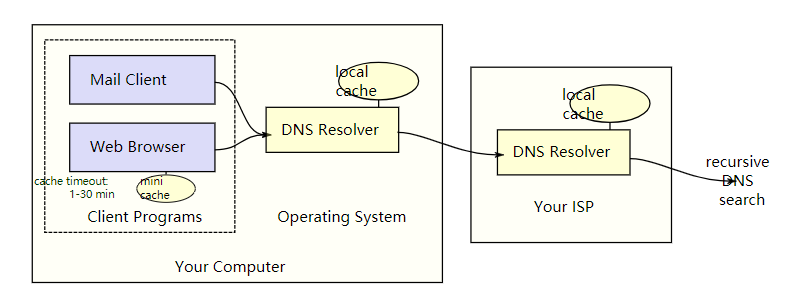 Mail Client
Web Browser
cache timeout:
1-30 min
mini
cache
Client Programs
local
cache
DNS Resolver
Operating System
Your Computer
local
cache
DNS Resolver
Your ISP
recursive
DNS
search